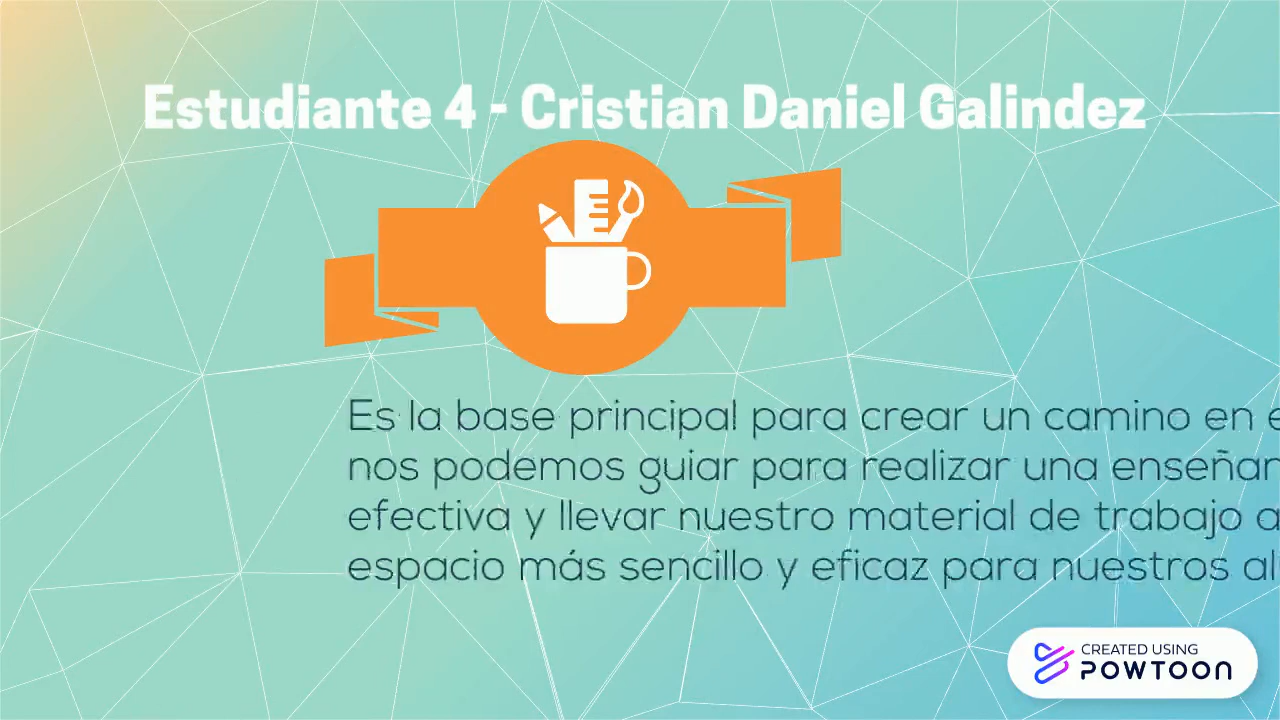 Estudiante 4 - Cristian Daniel Galindez
Es la base principal para crear un camino en
nos podemos guiar para realizar una
efectiva y llevar nuestro material de trabajo
espacio más sencillo y eficaz para nuestros
CREATED USING
POWTOON